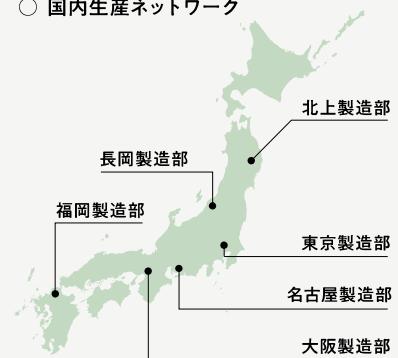 ○ 国内生産ネットワーク
北上製造部
長岡製造部
福岡製造部
東京製造部
名古屋製造部
大阪製造部